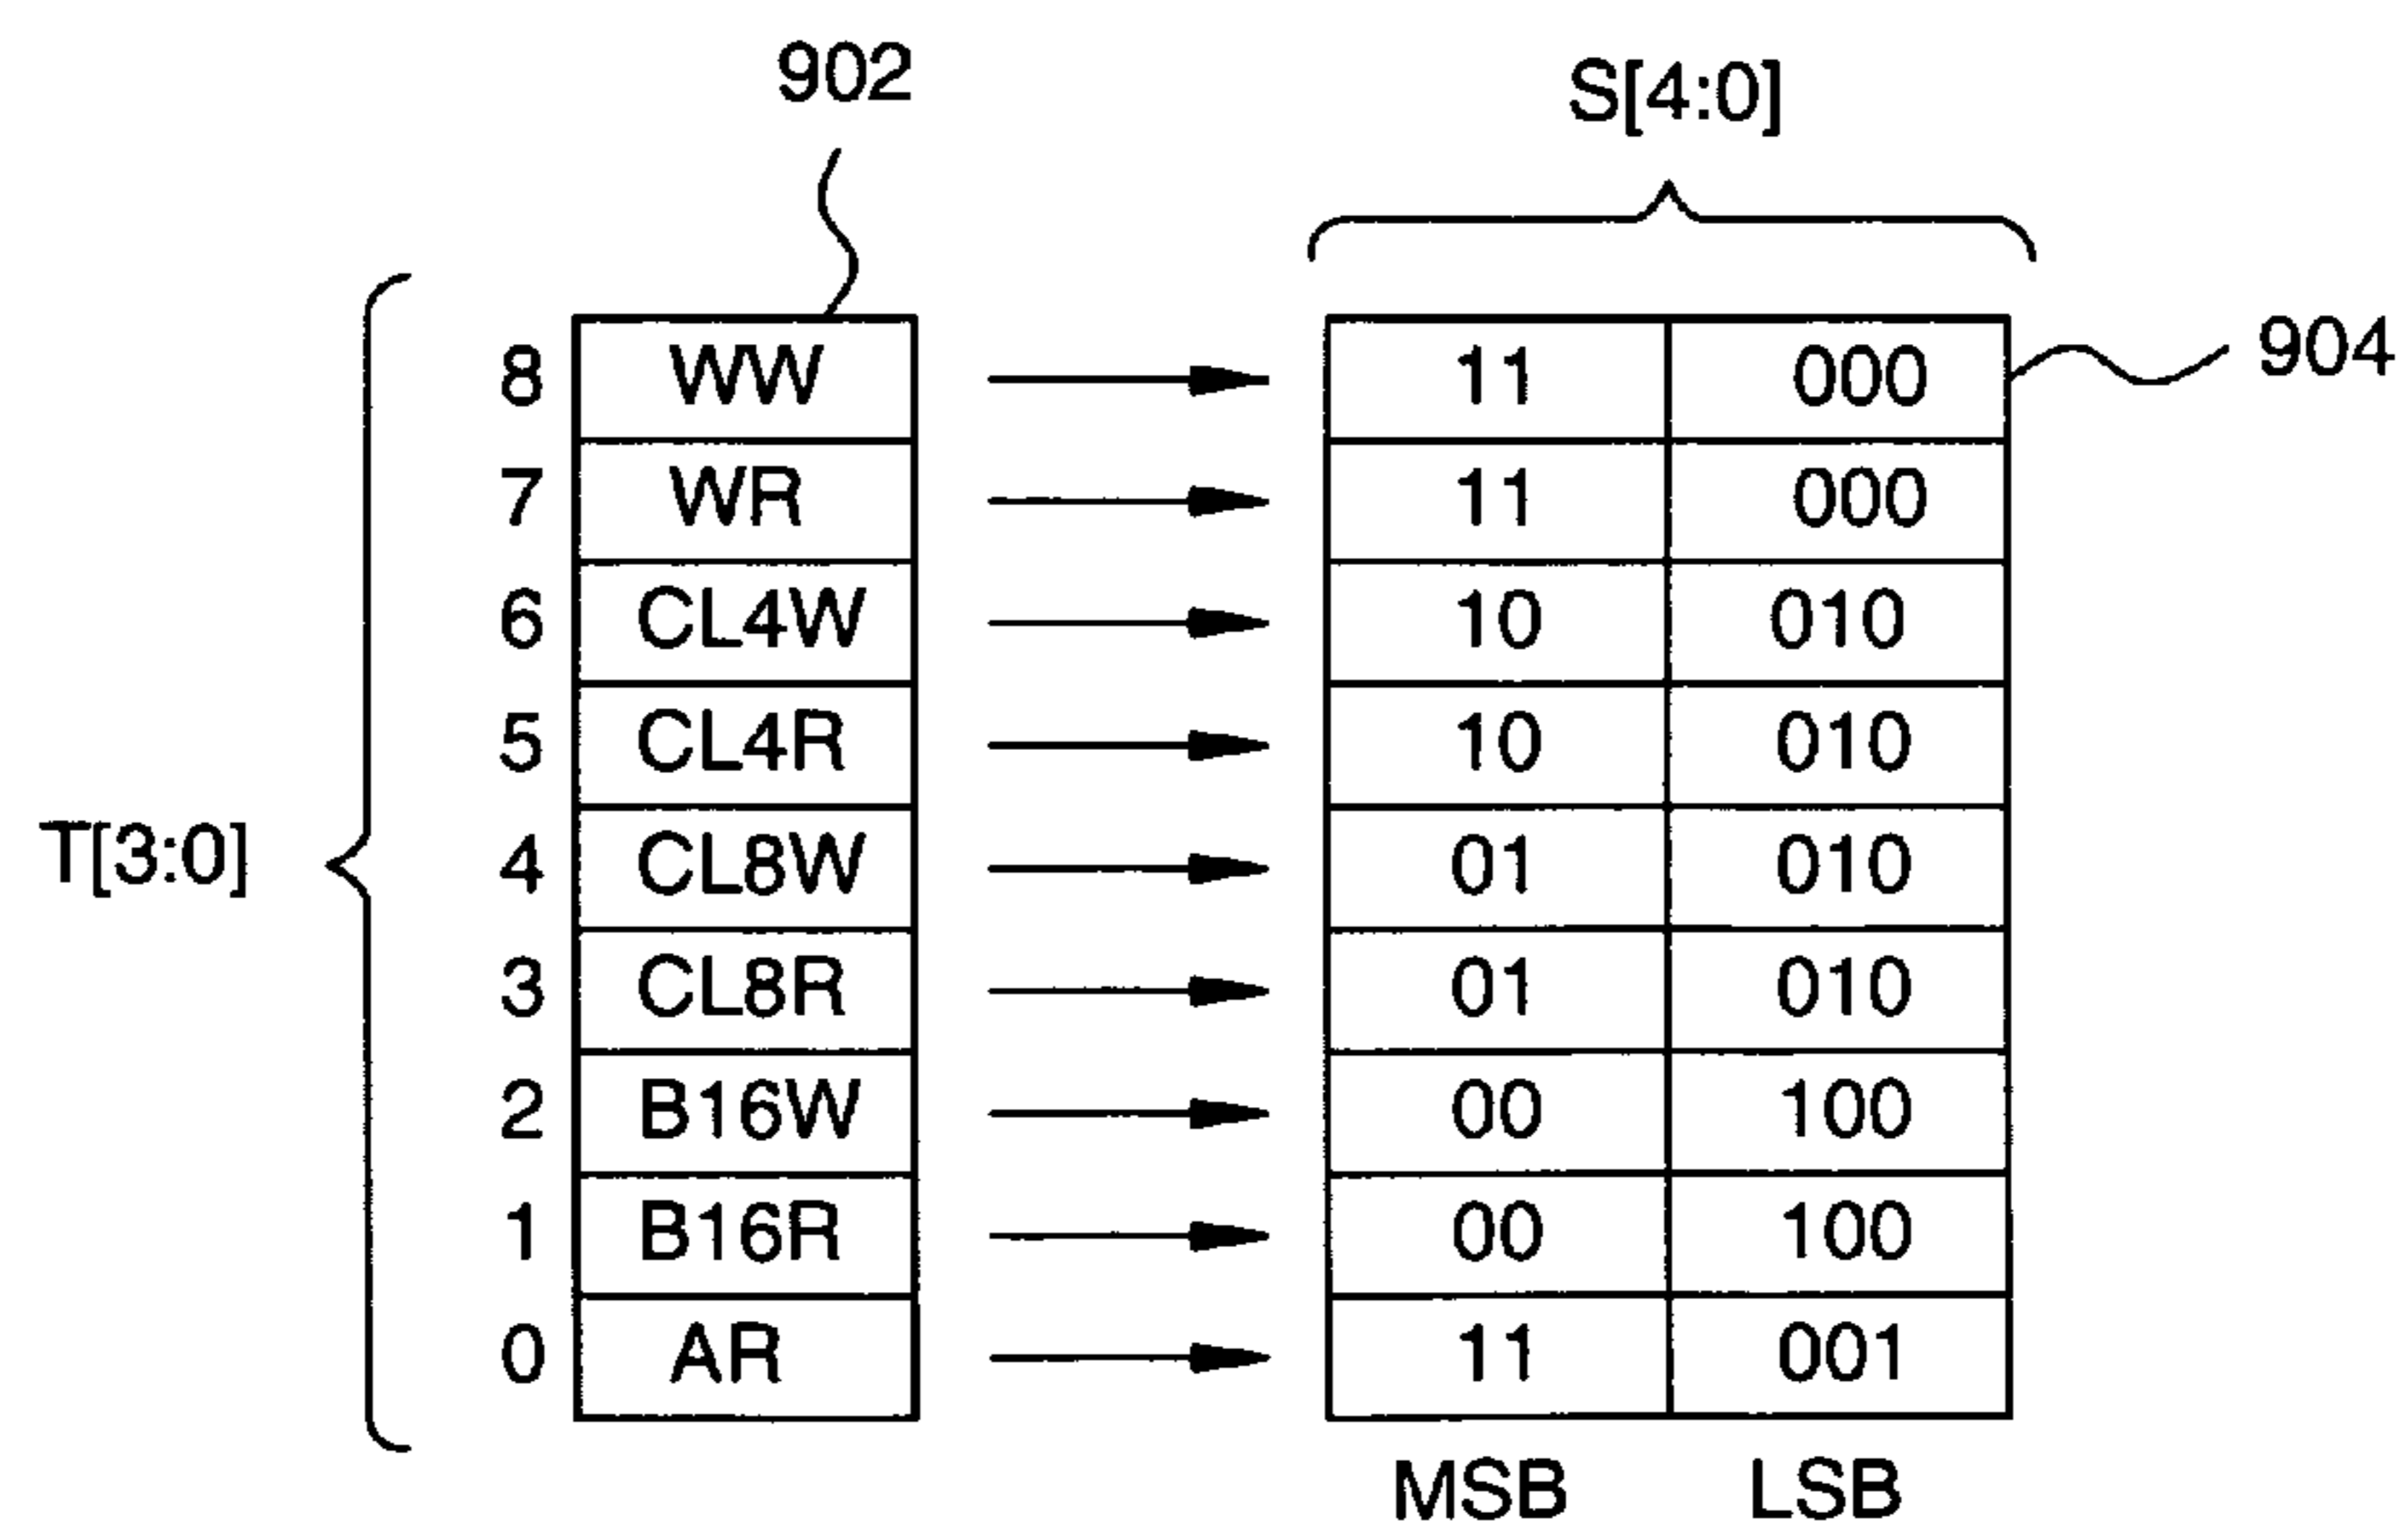 902
S[4:0]
904
8 WW 11 000
7 WR 11 000
6 CL4W 10 010
5 CL4R 10 010
T[3:0]
4 CL8W 01 010
3 CL8R 01 010
2 B16W 00 100
1 B16R 00 100
0 AR 11 001
MSB LSB